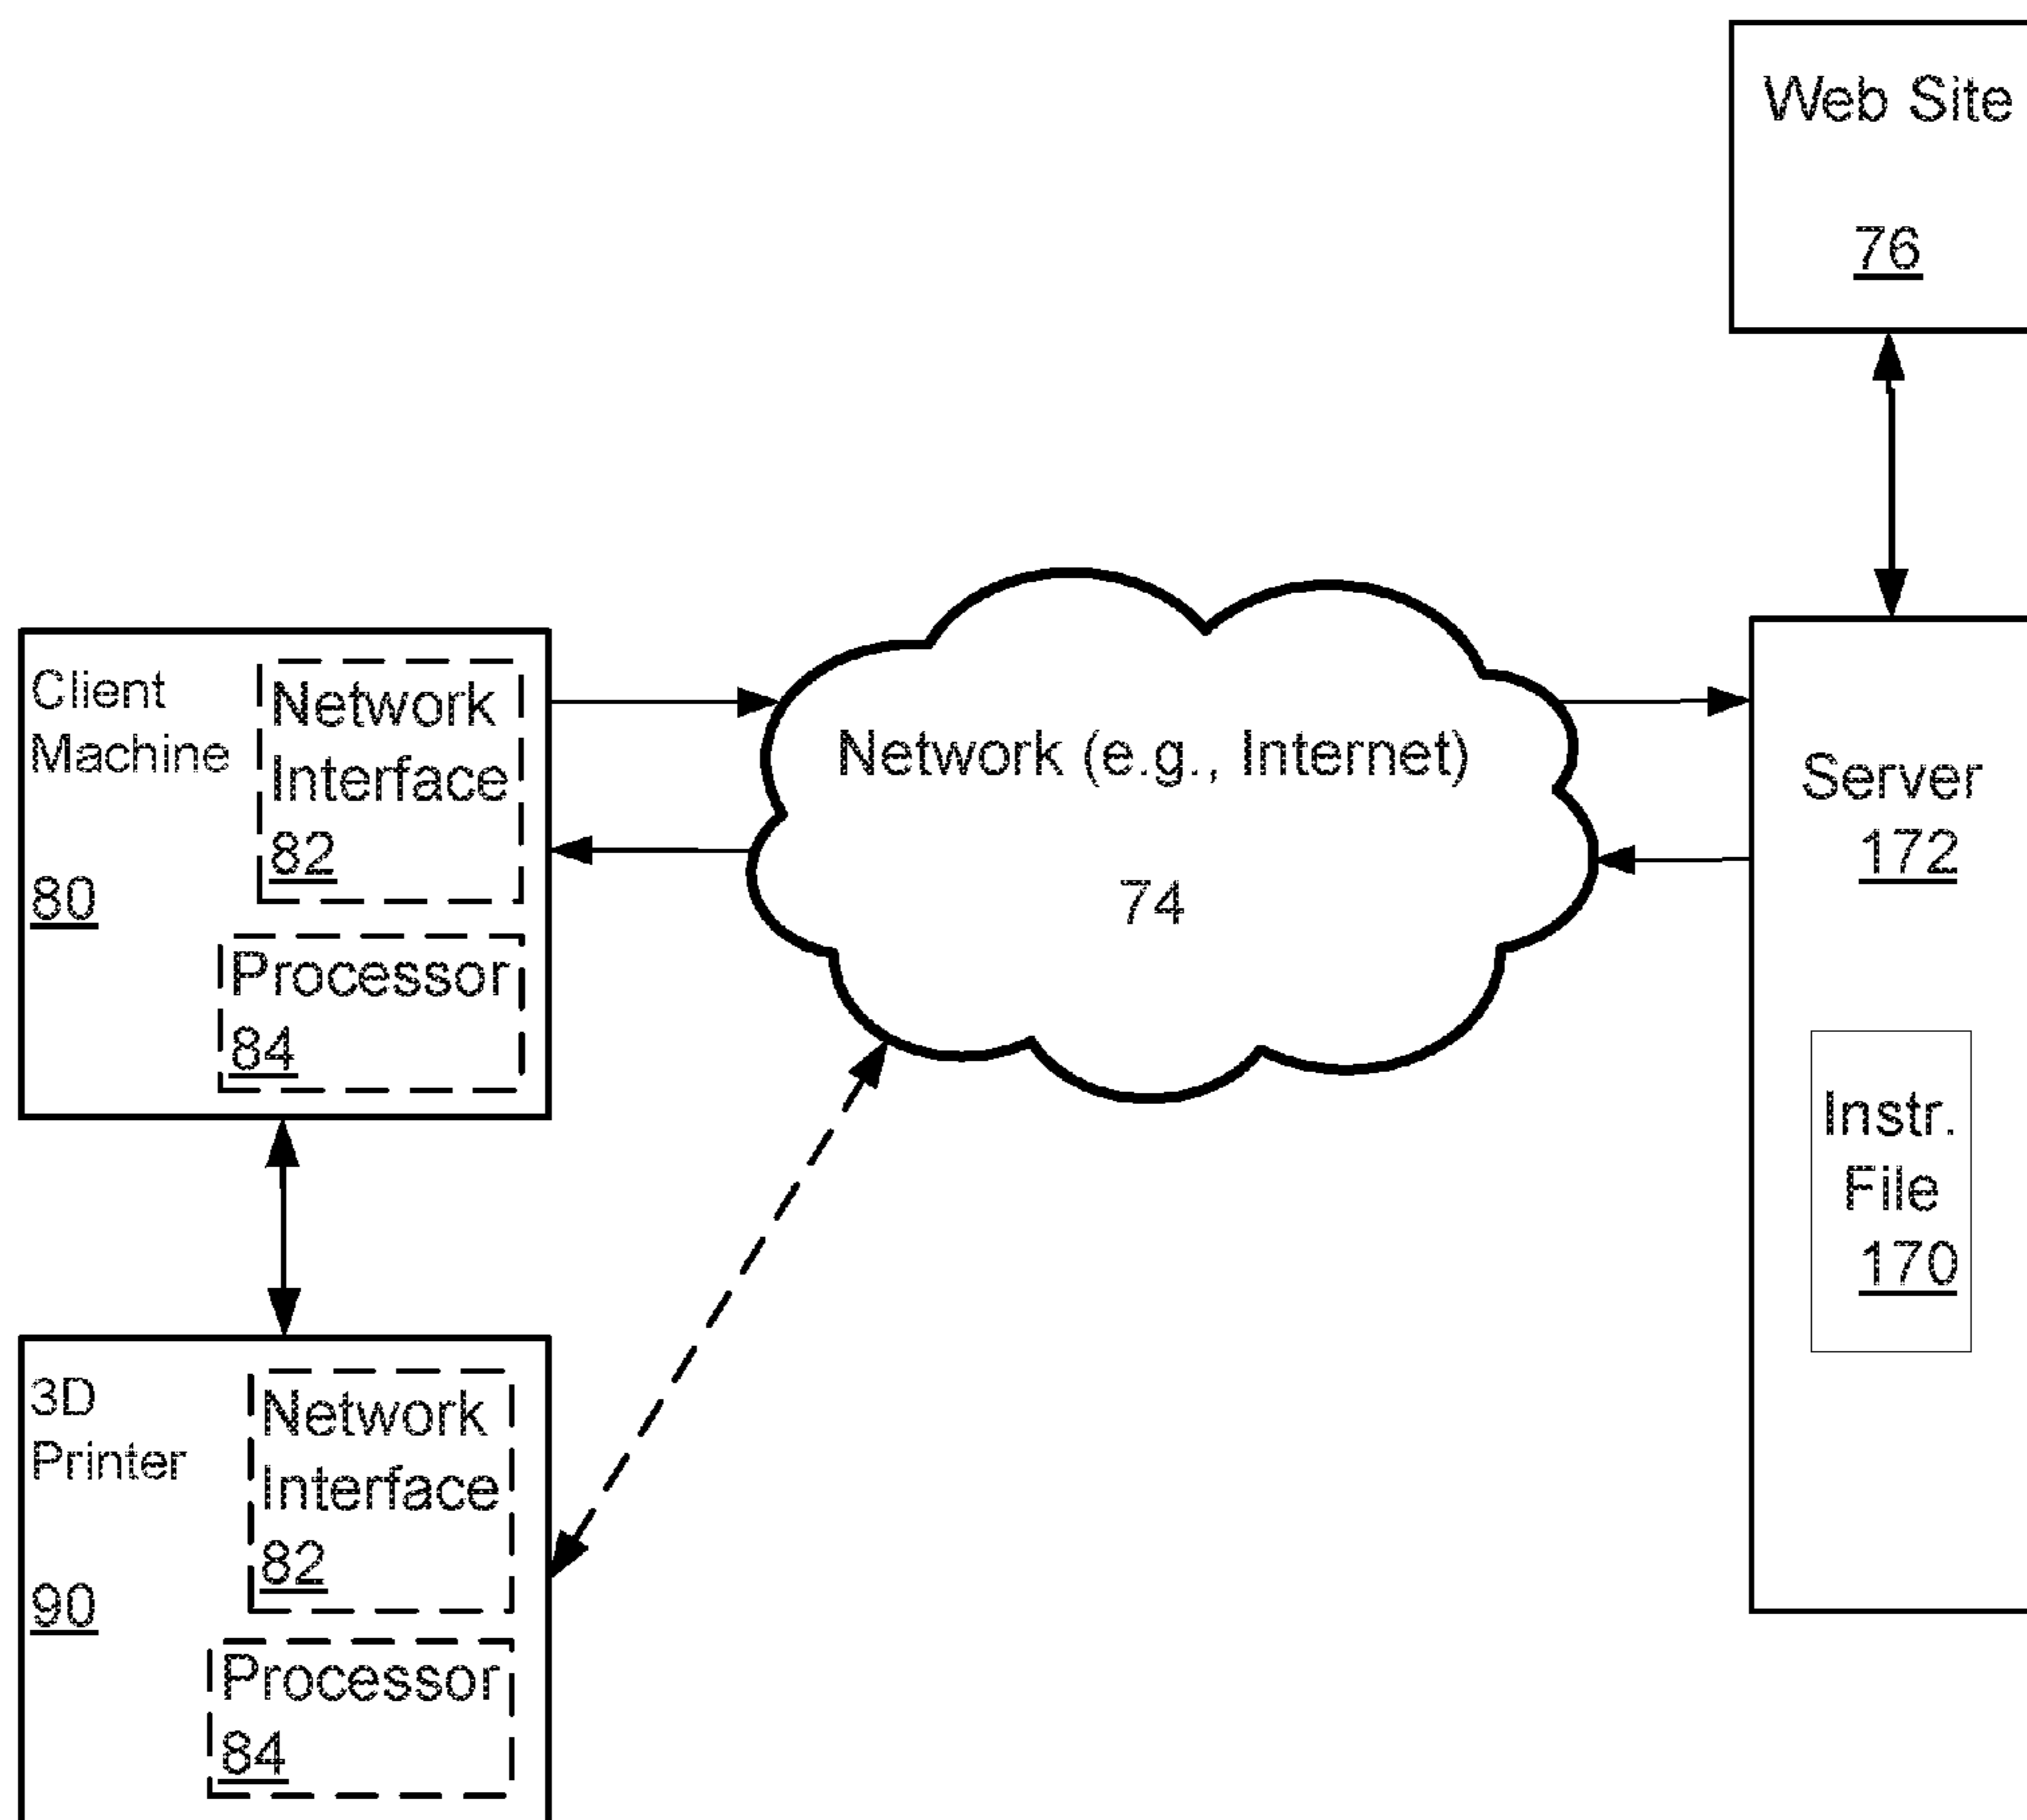 Web Site
76
Client
Machine
80
Network
Interface
82
Processor
84
Network (e.g., Internet)
74
Server
172
Instr.
File
170
3D
Printer
90
Network
Interface
82
Processor
84